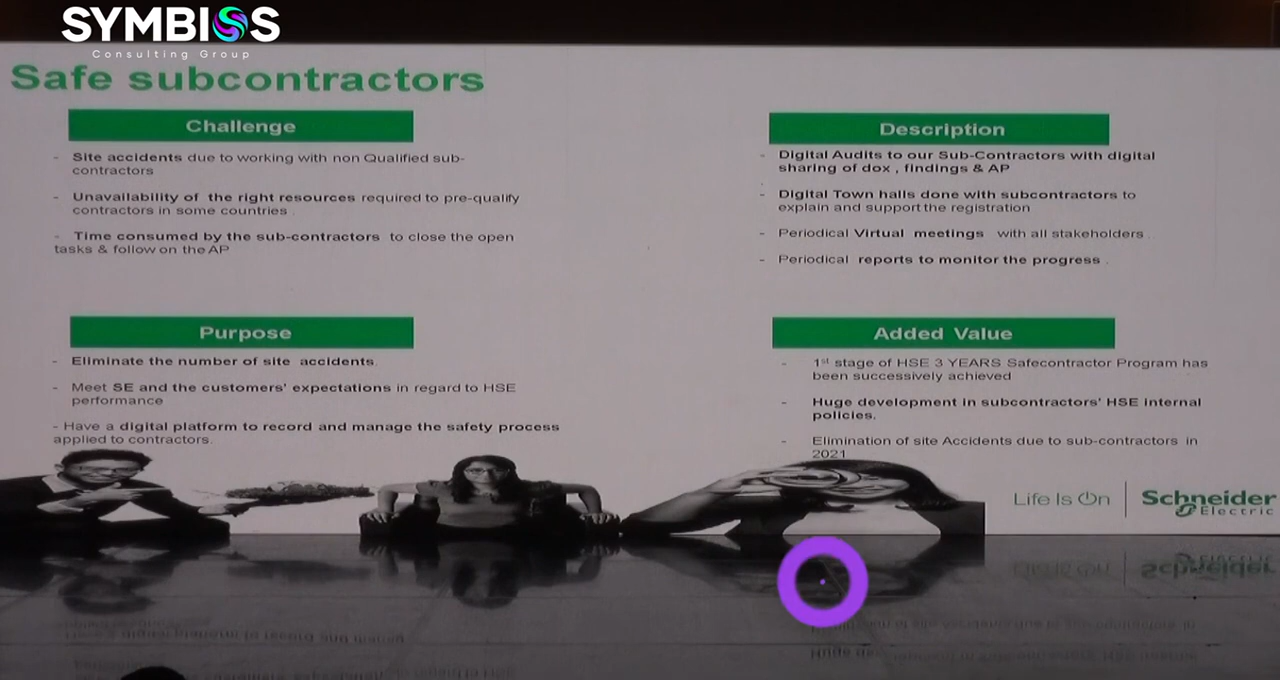 SYMBIOS
Consulting Group
Safe subcontractors
Challenge
- Site accidents due to working with non Qualified sub-
contractors
- Unavailability of the right resources required to pre-qualify
contractors in some countries .
- Time consumed by the sub-contractors to close the open
tasks & follow on the AP
Description
- Digital Audits to our Sub-Contractors with digital
sharing of dox , findings & AP
- Digital Town halls done with subcontractors to
explain and support the registration
- Periodical Virtual meetings with all stakeholders .
- Periodical reports to monitor the progress .
Purpose
- Eliminate the number of site accidents.
- Meet SE and the customers' expectations in regard to HSE
performance
- Have a digital platform to record and manage the safety process
applied to contractors.
Added Value
- 1st stage of HSE 3 YEARS Safecontractor Program has
been successively achieved
- Huge development in subcontractors' HSE internal
policies.
- Elimination of site Accidents due to sub-contractors in
2021
Life Is On
Schneider
Electric